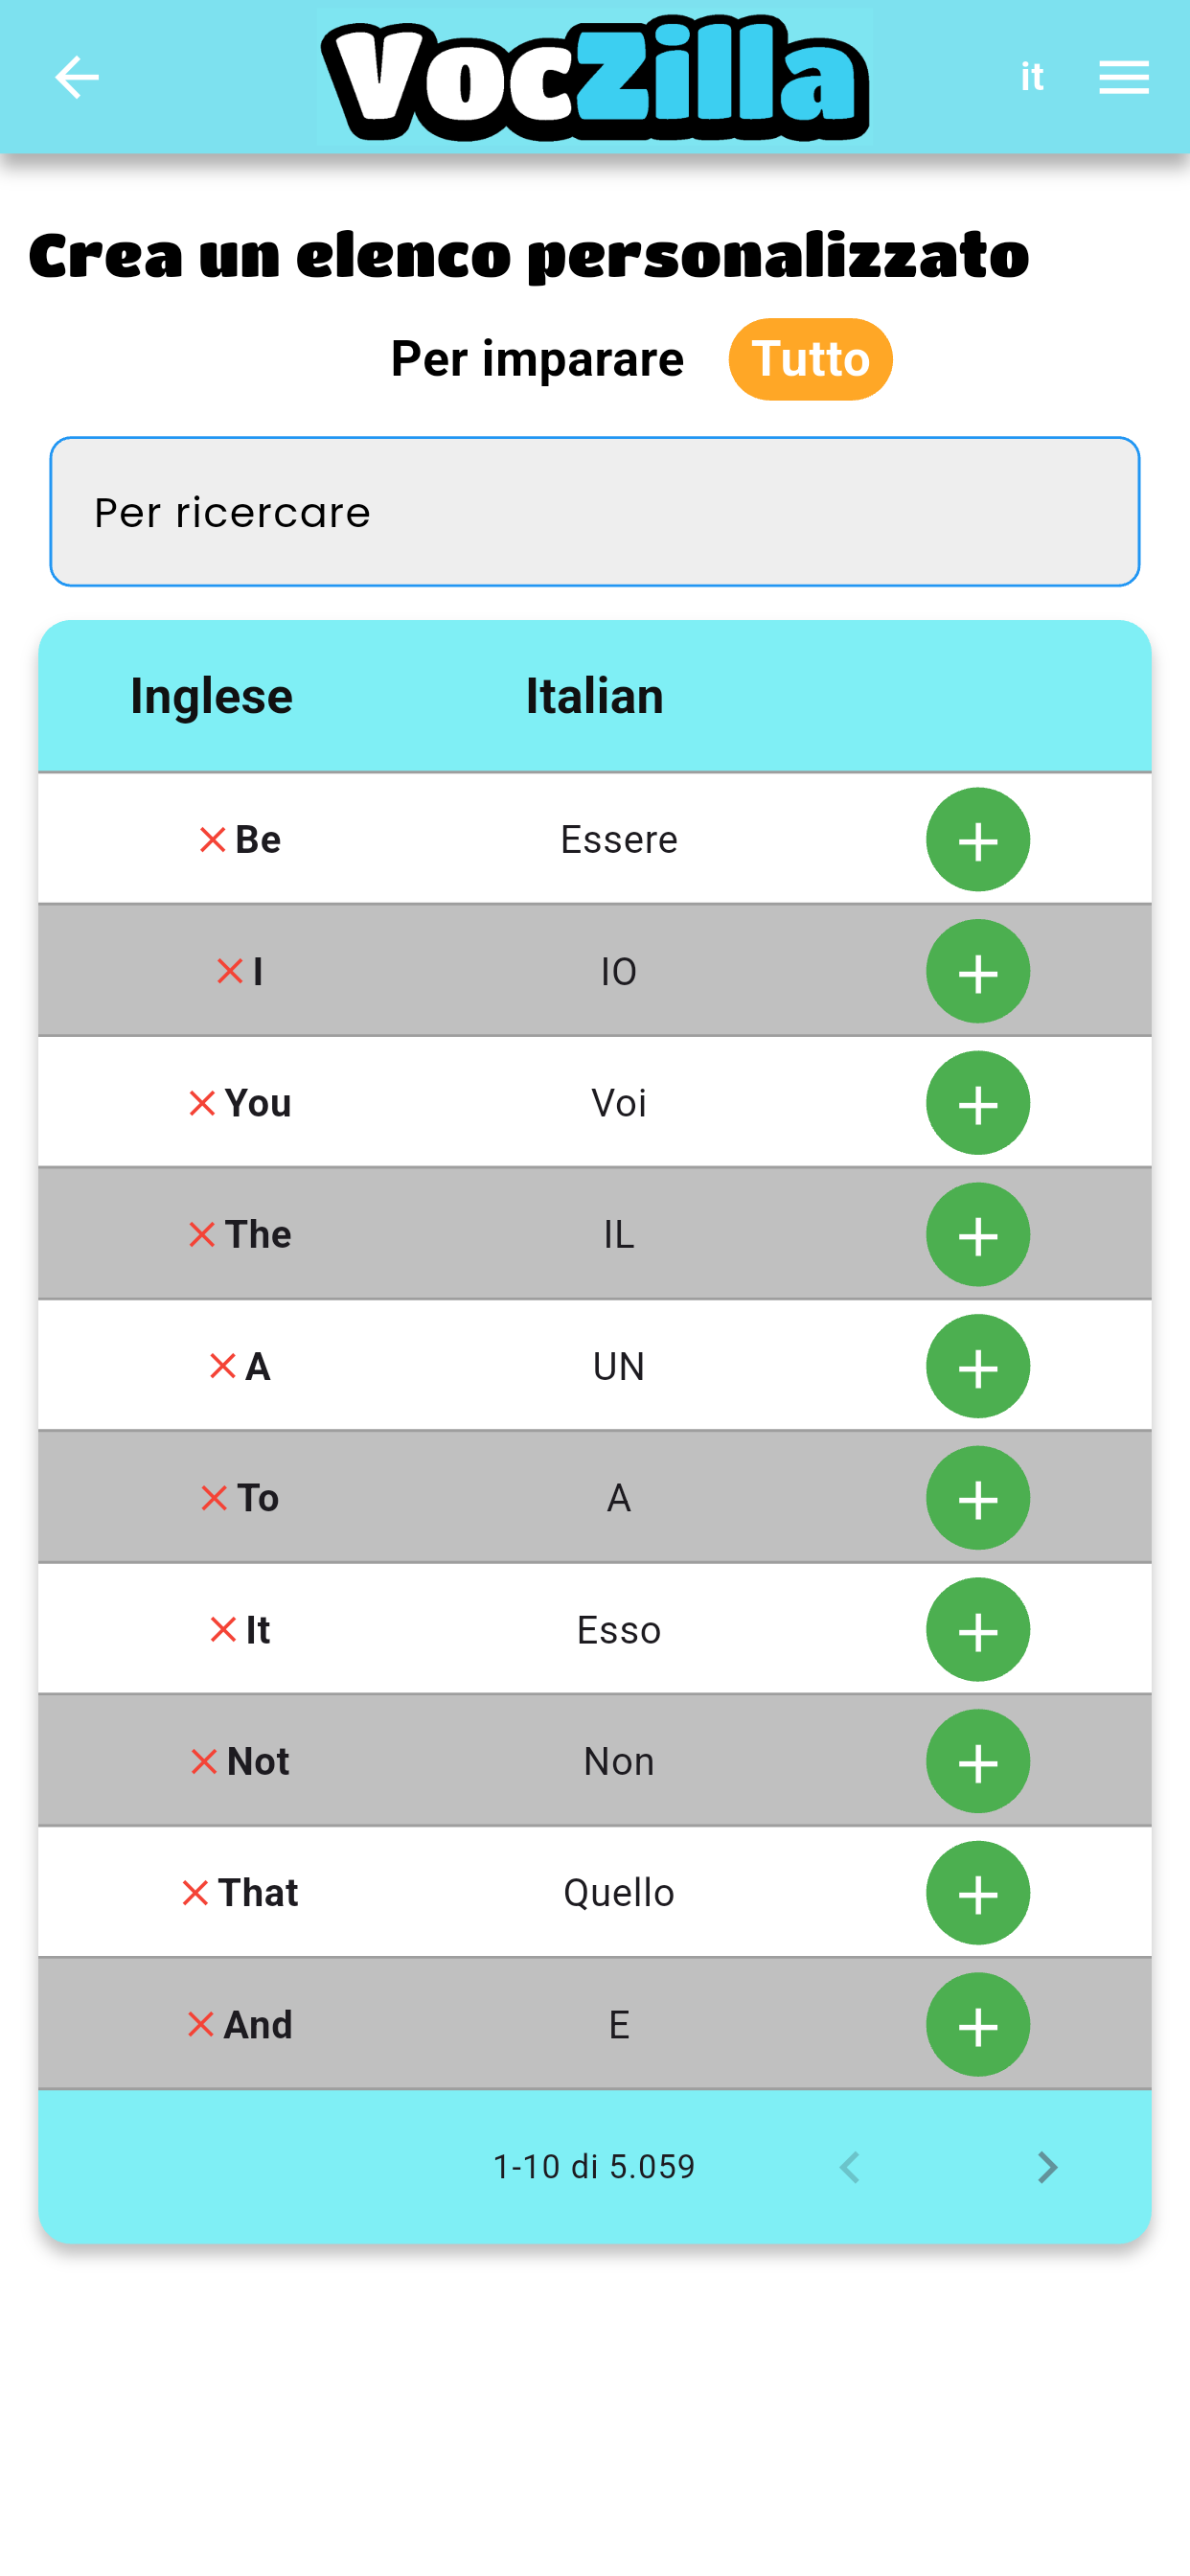 VocZilla
it
Crea un elenco personalizzato
Per imparare Tutto
Per ricercare
Inglese Italian
Be Essere
I IO
You Voi
The IL
A UN
To A
It Esso
Not Non
That Quello
And E
1-10 di 5.059